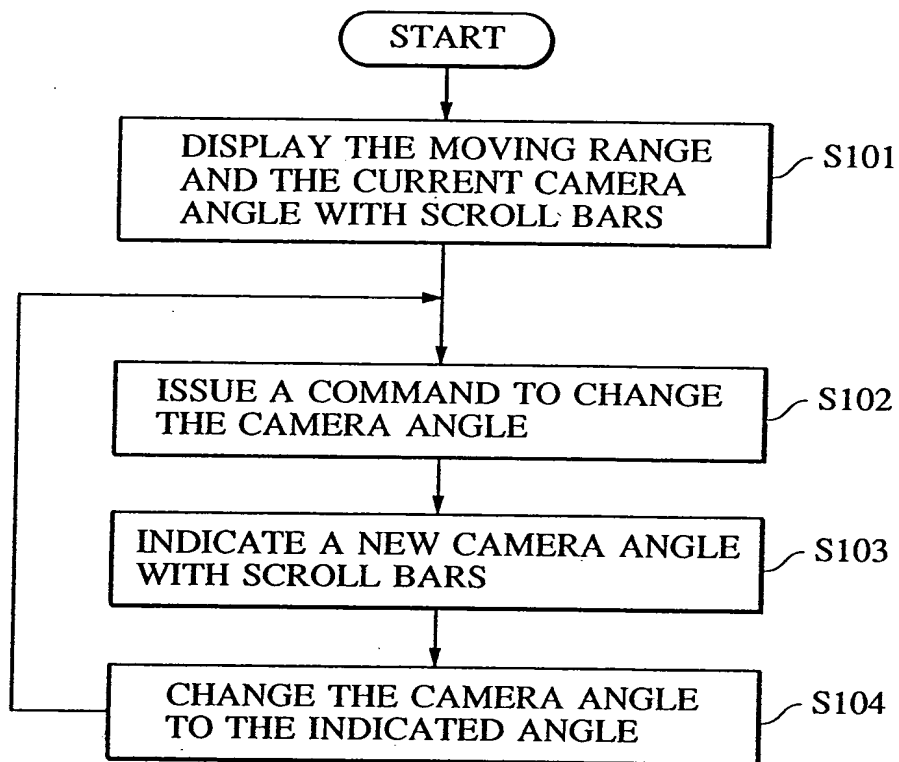 START
DISPLAY THE MOVING RANGE
AND THE CURRENT CAMERA
ANGLE WITH SCROLL BARS
S101
ISSUE A COMMAND TO CHANGE
THE CAMERA ANGLE
S102
INDICATE A NEW CAMERA ANGLE
WITH SCROLL BARS
S103
CHANGE THE CAMERA ANGLE
TO THE INDICATED ANGLE
S104